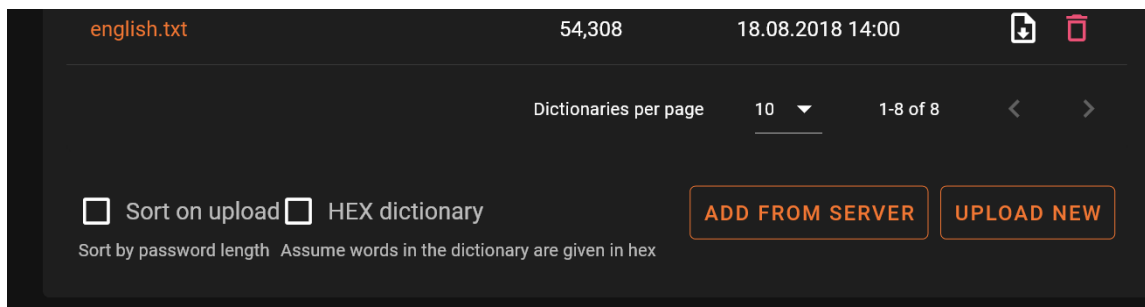 english.txt 54,308 18.08.2018 14:00
Dictionaries per page 10 1-8 of 8
Sort on upload HEX dictionary ADD FROM SERVER UPLOAD NEW
Sort by password length Assume words in the dictionary are given in hex